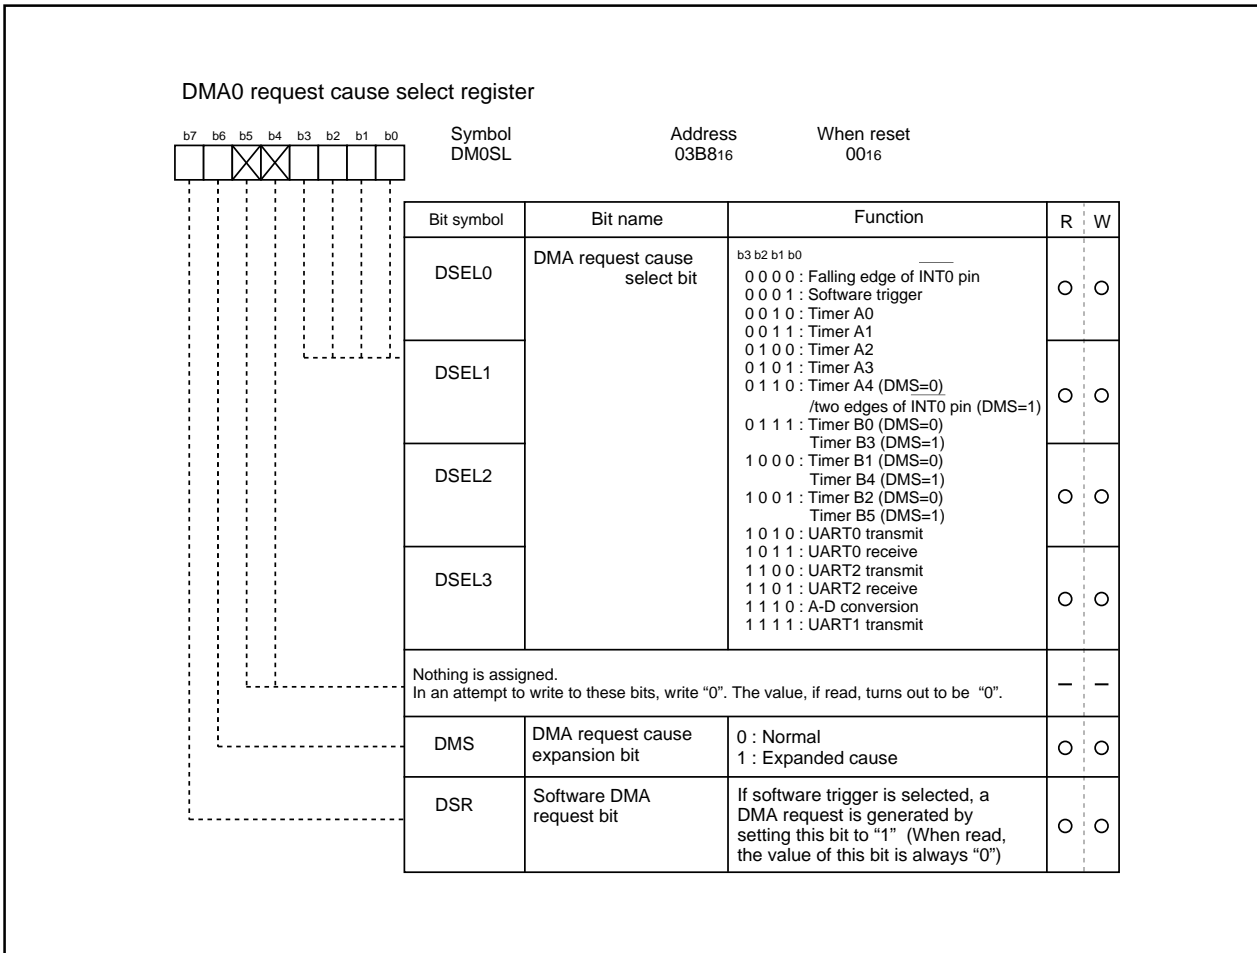 DMA0 request cause select register
b7 b6 b5 b4 b3 b2 b1 b0
Symbol Address When reset
DM0SL 03B816 0016
Bit symbol Bit name Function R W
DSEL0
DMA request cause
select bit
b3 b2 b1 b0
0 0 0 0 : Falling edge of INT0 pin
0 0 0 1 : Software trigger
0 0 1 0 : Timer A0
0 0 1 1 : Timer A1
0 1 0 0 : Timer A2
0 1 0 1 : Timer A3
0 1 1 0 : Timer A4 (DMS=0)
/two edges of INT0 pin (DMS=1)
0 1 1 1 : Timer B0 (DMS=0)
Timer B3 (DMS=1)
1 0 0 0 : Timer B1 (DMS=0)
Timer B4 (DMS=1)
1 0 0 1 : Timer B2 (DMS=0)
Timer B5 (DMS=1)
1 0 1 0 : UART0 transmit
1 0 1 1 : UART0 receive
1 1 0 0 : UART2 transmit
1 1 0 1 : UART2 receive
1 1 1 0 : A-D conversion
1 1 1 1 : UART1 transmit
DSEL1
DSEL2
DSEL3
Nothing is assigned.
In an attempt to write to these bits, write “0”. The value, if read, turns out to be “0”.
DMS
DMA request cause
expansion bit
0 : Normal
1 : Expanded cause
DSR
Software DMA
request bit
If software trigger is selected, a
DMA request is generated by
setting this bit to “1” (When read,
the value of this bit is always “0”)